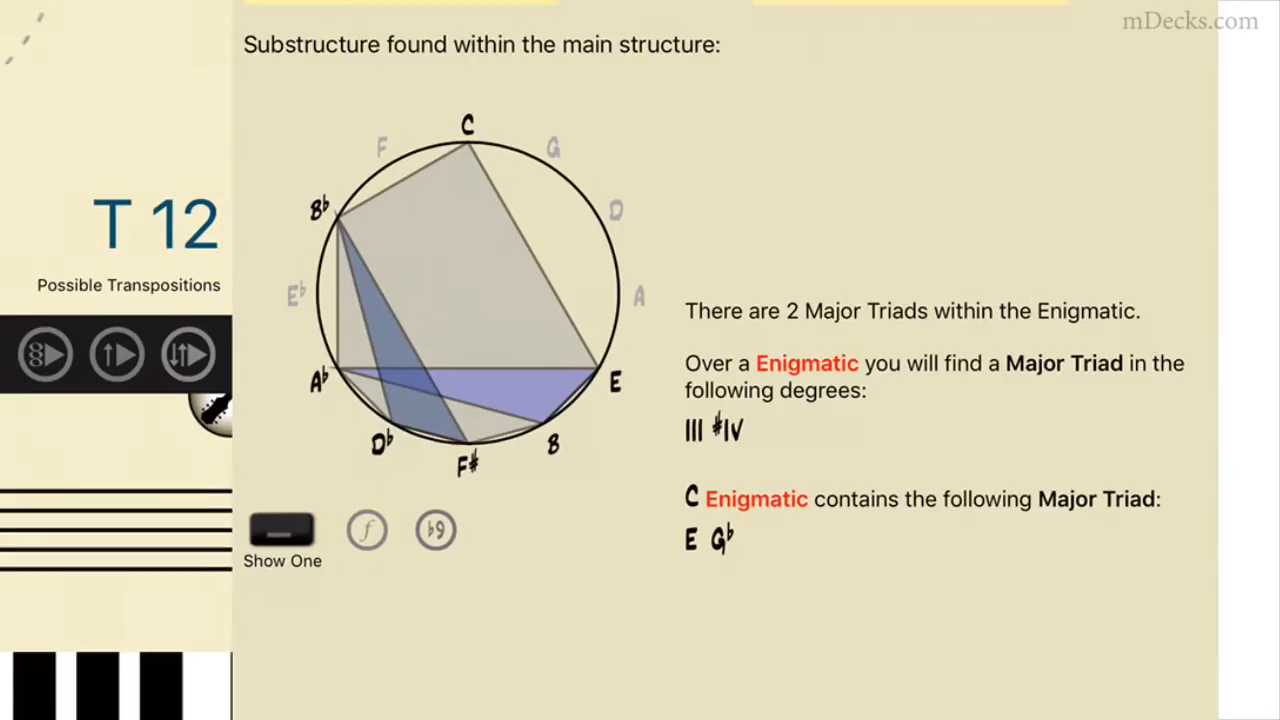 mDecks.com
Substructure found within the main structure:
C
F
G
B♭
D
T 12
Possible Transpositions
E♭
A
There are 2 Major Triads within the Enigmatic.
Over a Enigmatic you will find a Major Triad in the
following degrees:
A♭
E
III #IV
D♭
B
F#
C Enigmatic contains the following Major Triad:
E G♭
f
♭9
Show One